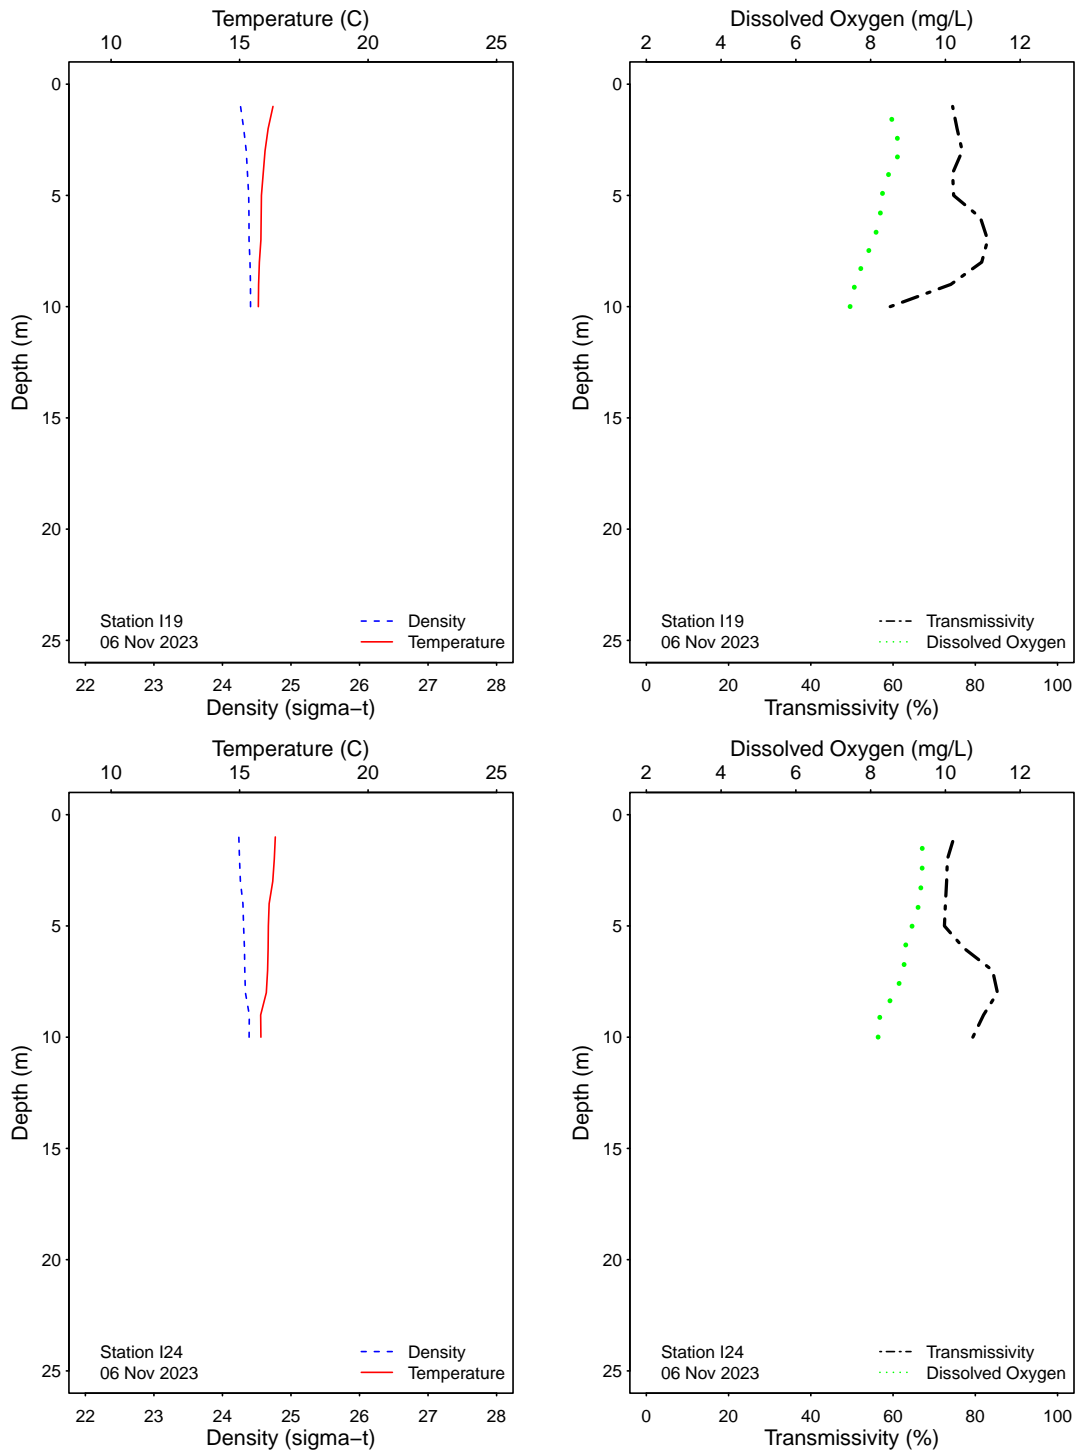 Temperature (C)
10 15 20 25
0
5
10
15
20
25
Depth (m)
Station I19
06 Nov 2023
Density
Temperature
22 23 24 25 26 27 28
Density (sigma−t)
Dissolved Oxygen (mg/L)
2 4 6 8 10 12
0
5
10
15
20
25
Depth (m)
Station I19
06 Nov 2023
Transmissivity
Dissolved Oxygen
0 20 40 60 80 100
Transmissivity (%)
Temperature (C)
10 15 20 25
0
5
10
15
20
25
Depth (m)
Station I24
06 Nov 2023
Density
Temperature
22 23 24 25 26 27 28
Density (sigma−t)
Dissolved Oxygen (mg/L)
2 4 6 8 10 12
0
5
10
15
20
25
Depth (m)
Station I24
06 Nov 2023
Transmissivity
Dissolved Oxygen
0 20 40 60 80 100
Transmissivity (%)